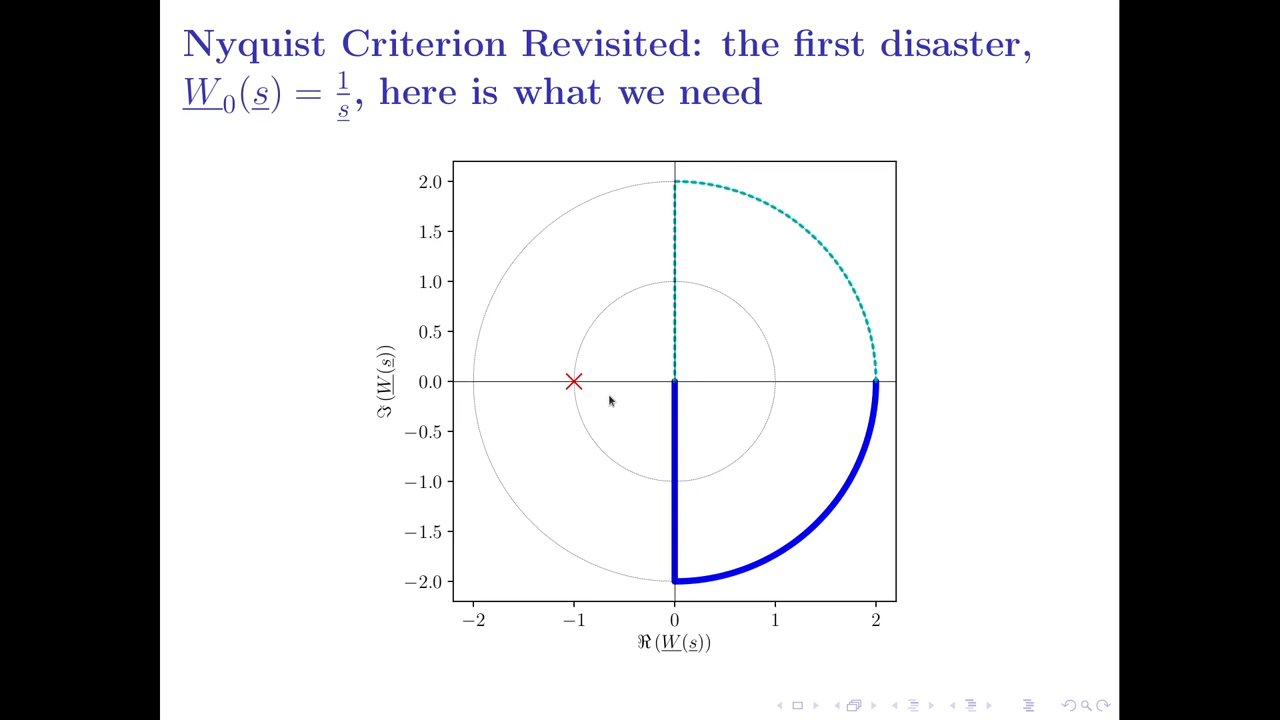 Nyquist Criterion Revisited: the first disaster,
W₀(s) = 1/s, here is what we need
2.0
1.5
1.0
0.5
0.0
−0.5
−1.0
−1.5
−2.0
ℑ (W(s))
−2 −1 0 1 2
ℜ (W(s))